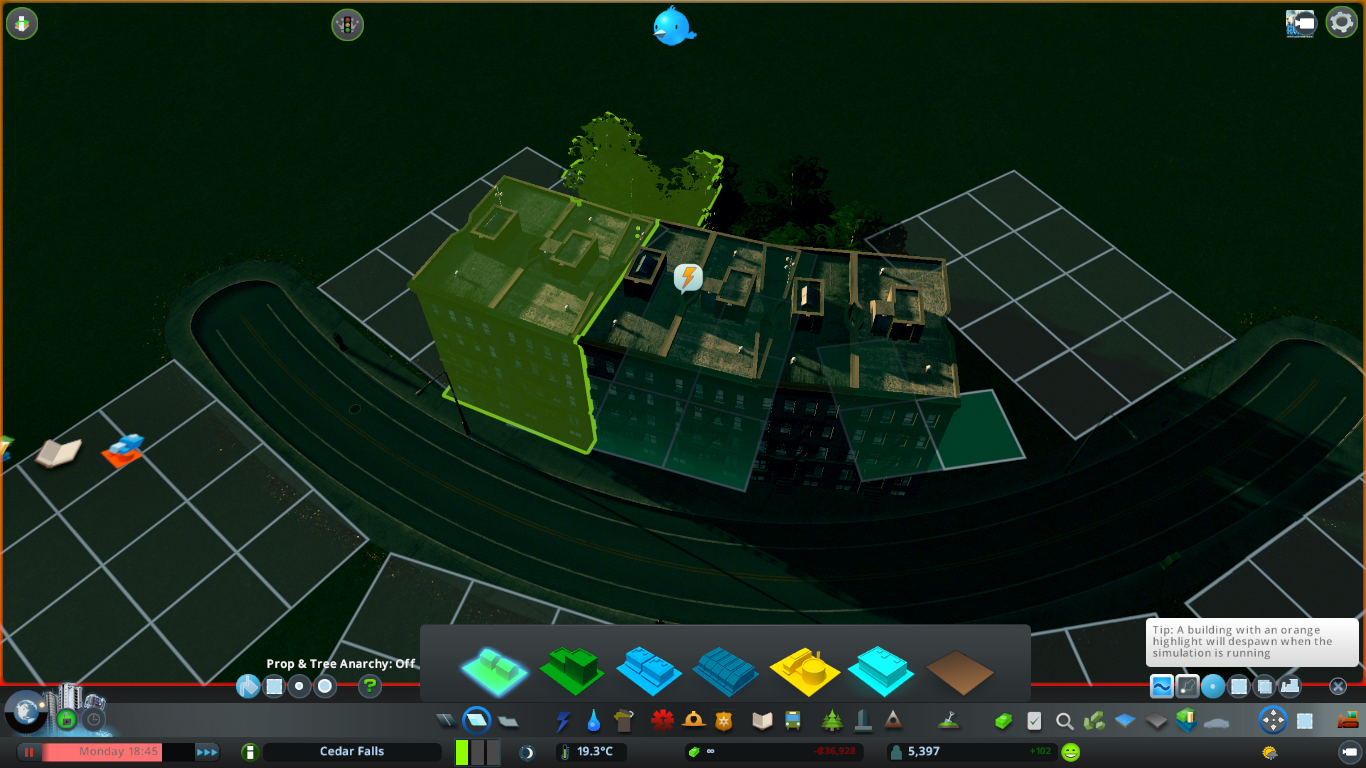 Tip: A building with an orange
highlight will despawn when the
simulation is running
Prop & Tree Anarchy: Off
?
Monday 18:45
Cedar Falls
19.3°C
∞
-₡36,928
5,397
+102